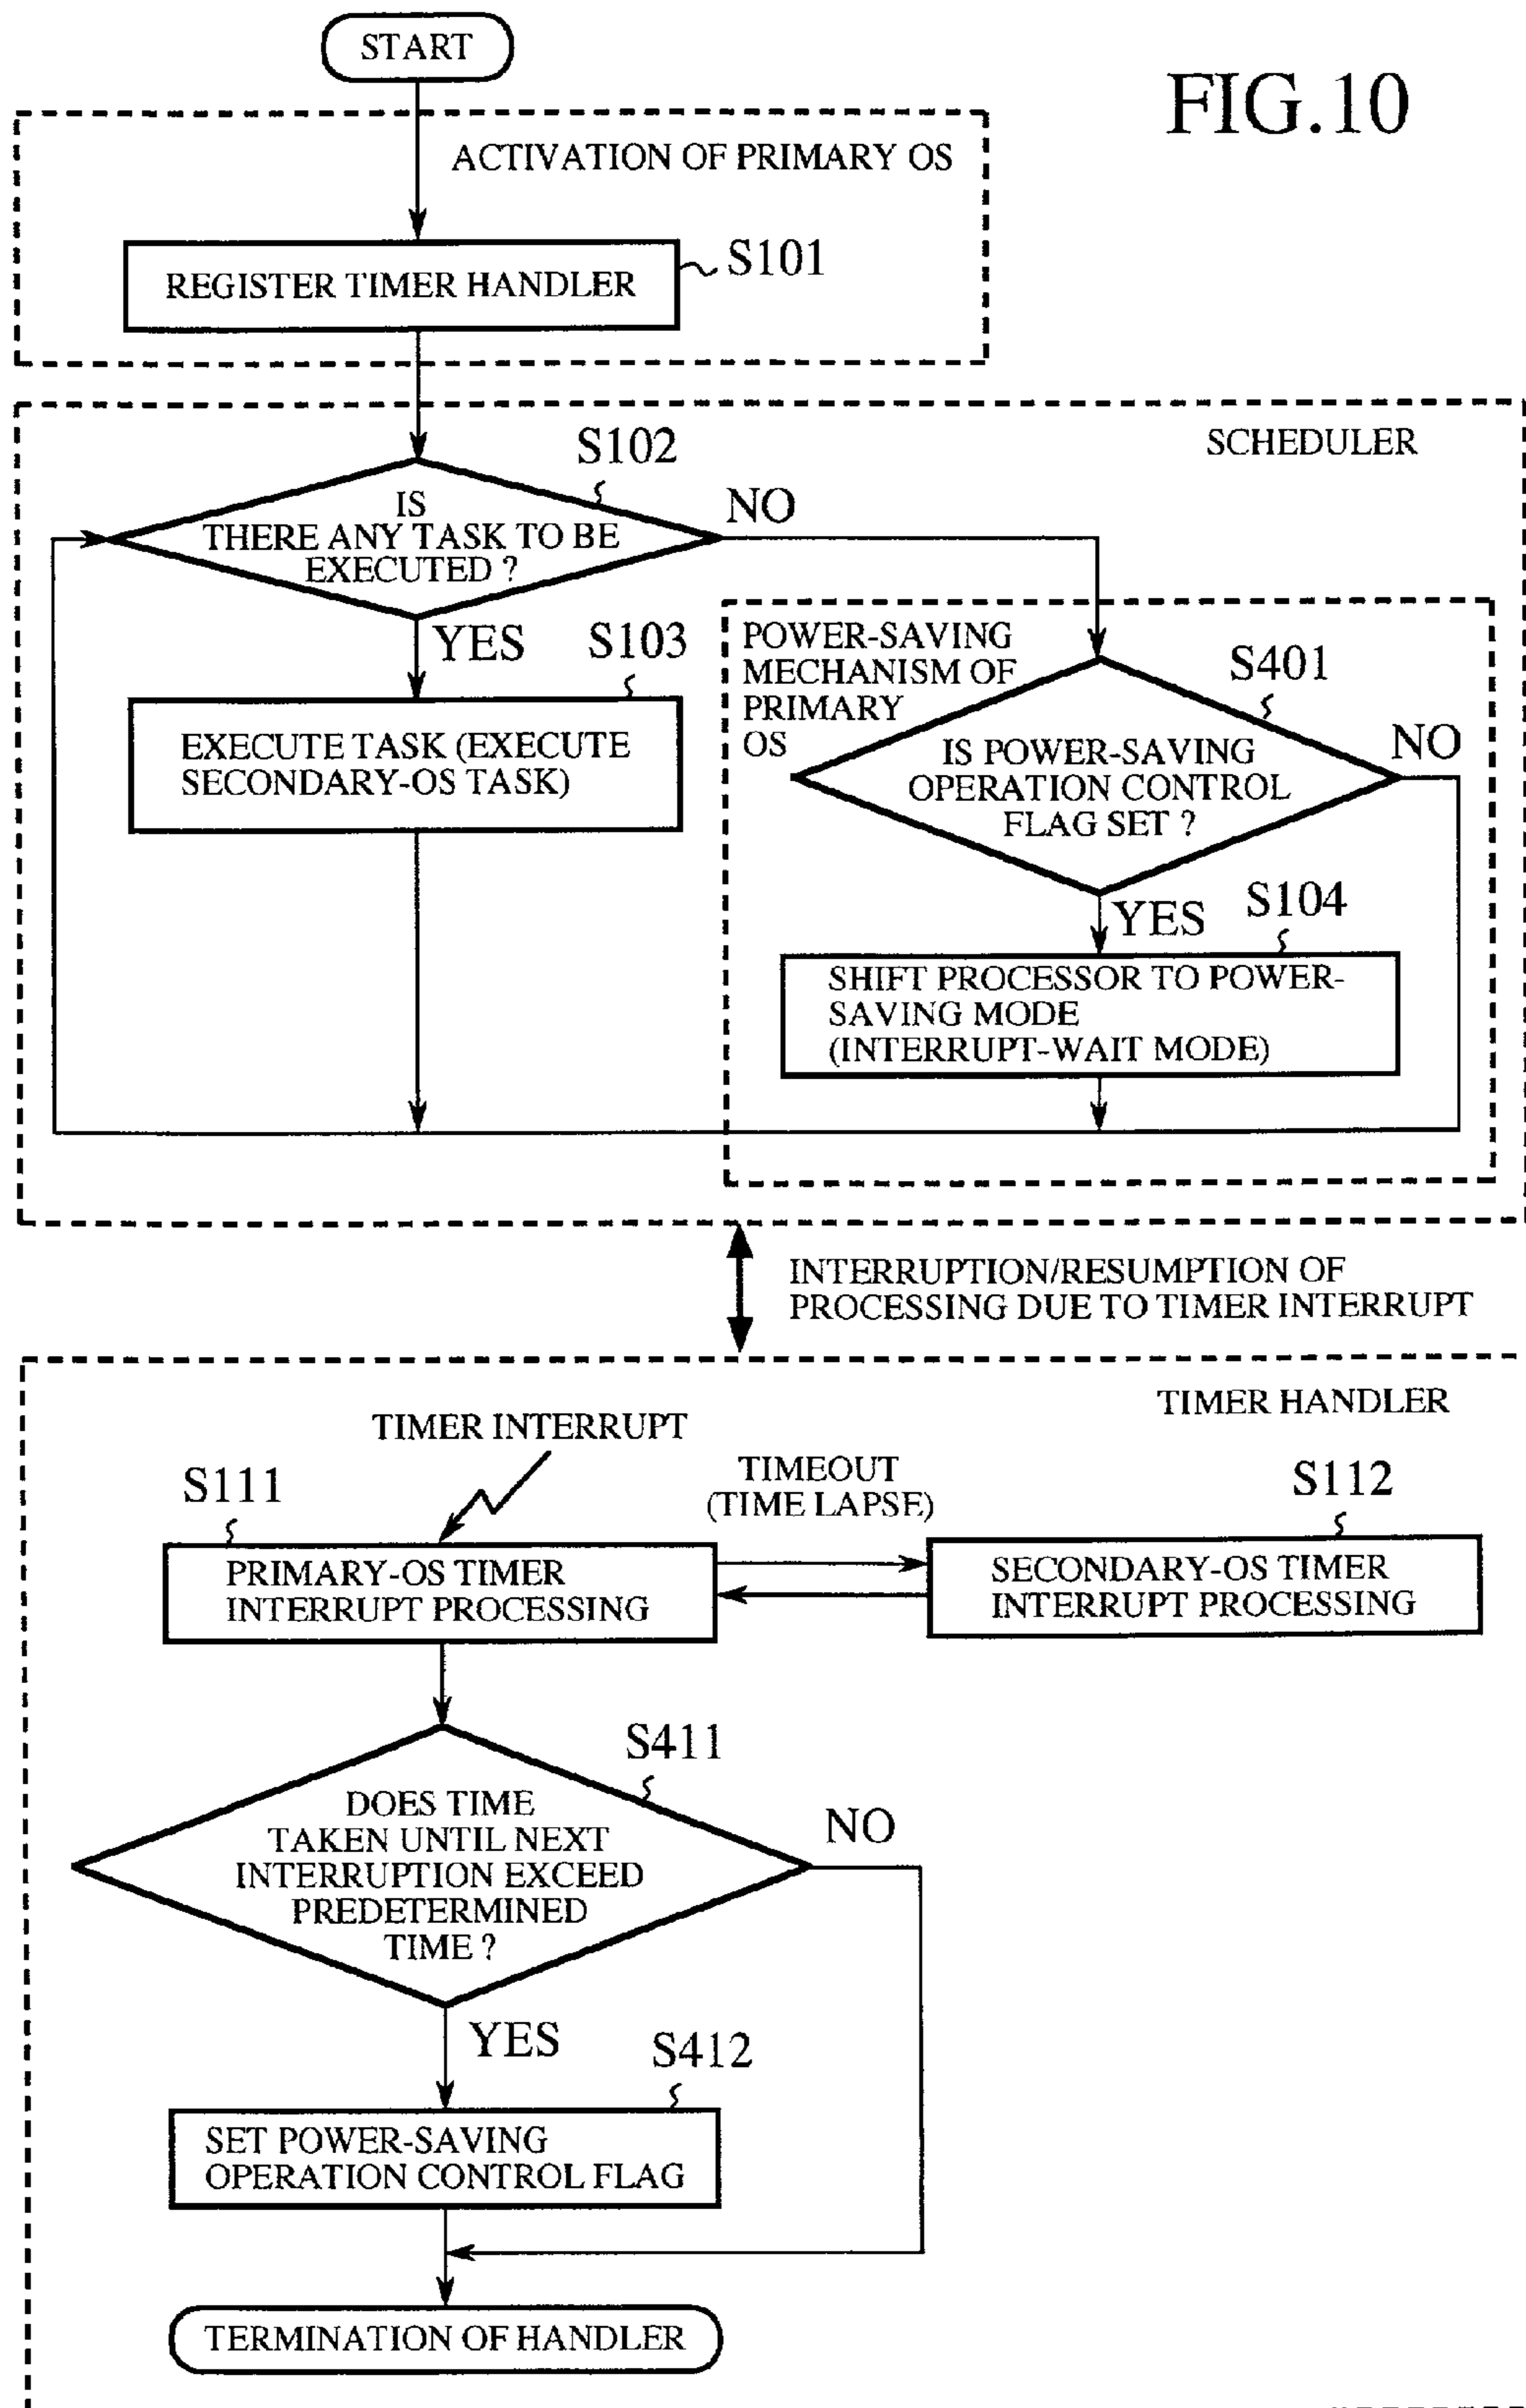 START
FIG.10
ACTIVATION OF PRIMARY OS
S101
REGISTER TIMER HANDLER
SCHEDULER
S102
IS
THERE ANY TASK TO BE
EXECUTED ?
NO
YES
S103
EXECUTE TASK (EXECUTE
SECONDARY-OS TASK)
POWER-SAVING
MECHANISM OF
PRIMARY
OS
S401
IS POWER-SAVING
OPERATION CONTROL
FLAG SET ?
NO
YES
S104
SHIFT PROCESSOR TO POWER-
SAVING MODE
(INTERRUPT-WAIT MODE)
INTERRUPTION/RESUMPTION OF
PROCESSING DUE TO TIMER INTERRUPT
TIMER HANDLER
TIMER INTERRUPT
S111
PRIMARY-OS TIMER
INTERRUPT PROCESSING
TIMEOUT
(TIME LAPSE)
S112
SECONDARY-OS TIMER
INTERRUPT PROCESSING
S411
DOES TIME
TAKEN UNTIL NEXT
INTERRUPTION EXCEED
PREDETERMINED
TIME ?
NO
YES
S412
SET POWER-SAVING
OPERATION CONTROL FLAG
TERMINATION OF HANDLER